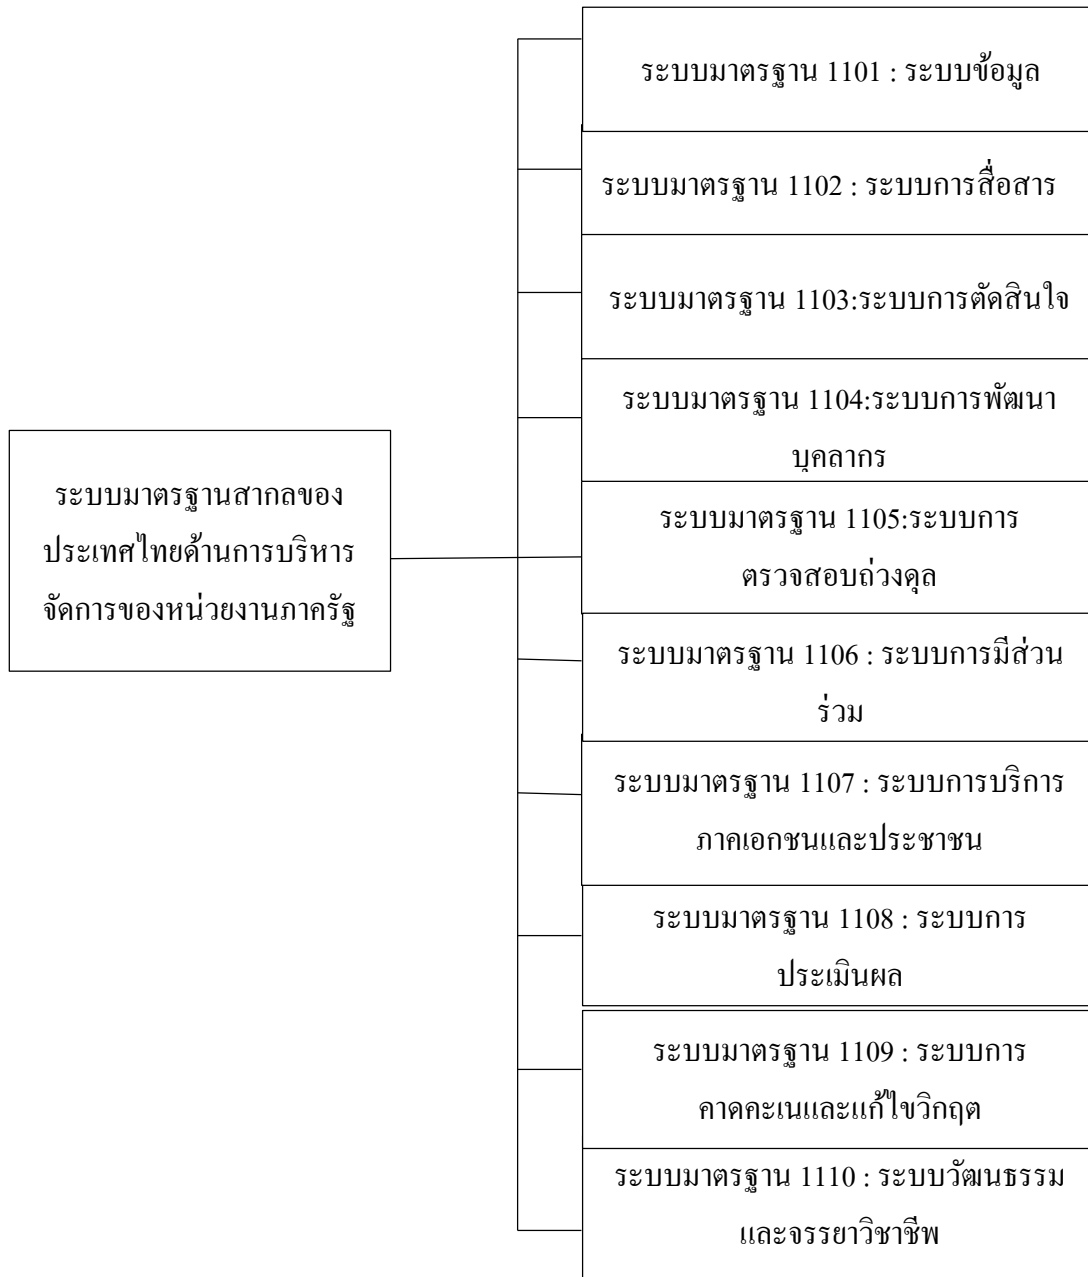 ระบบมาตรฐาน 1101 : ระบบข้อมูล
ระบบมาตรฐาน 1102 : ระบบการสื่อสาร
ระบบมาตรฐาน 1103:ระบบการตัดสินใจ
ระบบมาตรฐาน 1104:ระบบการพัฒนา
บุคลากร
ระบบมาตรฐานสากลของ
ประเทศไทยด้านการบริหาร
จัดการของหน่วยงานภาครัฐ
ระบบมาตรฐาน 1105:ระบบการ
ตรวจสอบถ่วงดุล
ระบบมาตรฐาน 1106 : ระบบการมีส่วน
ร่วม
ระบบมาตรฐาน 1107 : ระบบการบริการ
ภาคเอกชนและประชาชน
ระบบมาตรฐาน 1108 : ระบบการ
ประเมินผล
ระบบมาตรฐาน 1109 : ระบบการ
คาดคะเนและแก้ไขวิกฤต
ระบบมาตรฐาน 1110 : ระบบวัฒนธรรม
และจรรยาวิชาชีพ